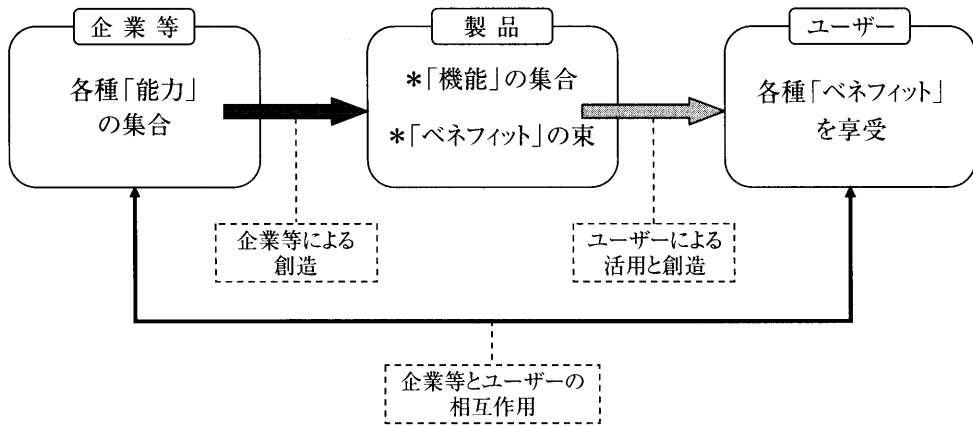 企業等
各種「能力」
の集合
製品
*「機能」の集合
*「ベネフィット」の束
ユーザー
各種「ベネフィット」
を享受
企業等による
創造
ユーザーによる
活用と創造
企業等とユーザーの
相互作用